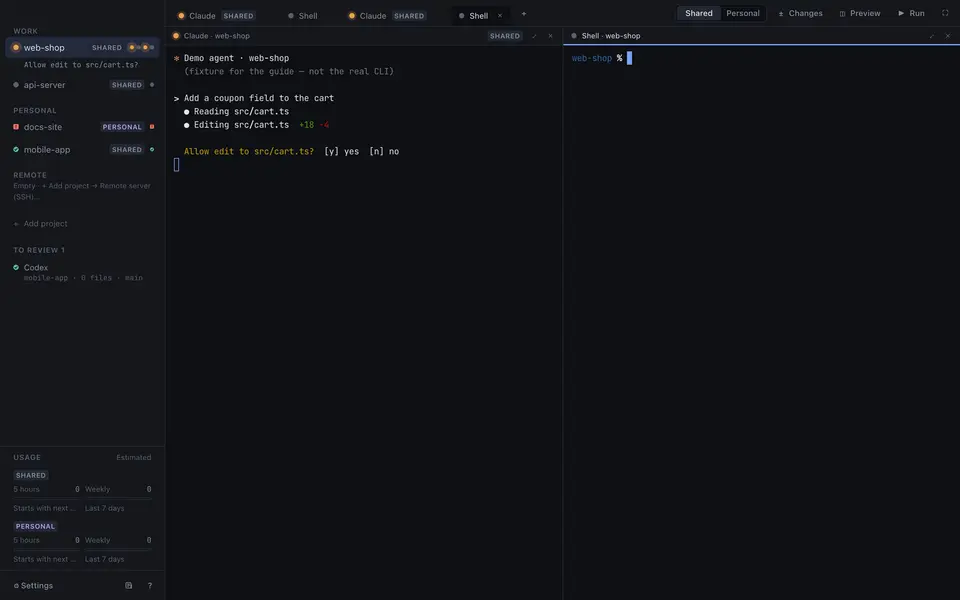 Claude SHARED
Shell
Claude SHARED
Shell ×
+
Shared Personal
± Changes
Preview
Run
WORK
web-shop SHARED
Allow edit to src/cart.ts?
api-server SHARED
PERSONAL
docs-site PERSONAL
mobile-app SHARED
REMOTE
Empty · + Add project → Remote server
(SSH)…
+ Add project
TO REVIEW 1
Codex
mobile-app · 0 files · main
USAGE Estimated
SHARED
5 hours 0 Weekly 0
Starts with next … Last 7 days
PERSONAL
5 hours 0 Weekly 0
Starts with next … Last 7 days
Settings ?
Claude · web-shop SHARED ×
✻ Demo agent · web-shop
(fixture for the guide — not the real CLI)
> Add a coupon field to the cart
● Reading src/cart.ts
● Editing src/cart.ts +18 -4
Allow edit to src/cart.ts? [y] yes [n] no
Shell · web-shop ×
web-shop %